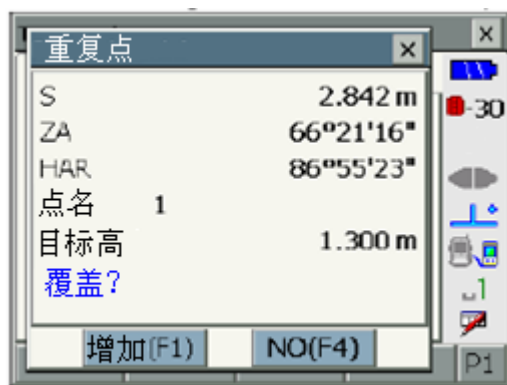 重复点
S 2.842 m
ZA 66°21'16"
HAR 86°55'23"
点名 1
目标高 1.300 m
覆盖?
增加(F1) NO(F4)
-30
1
P1